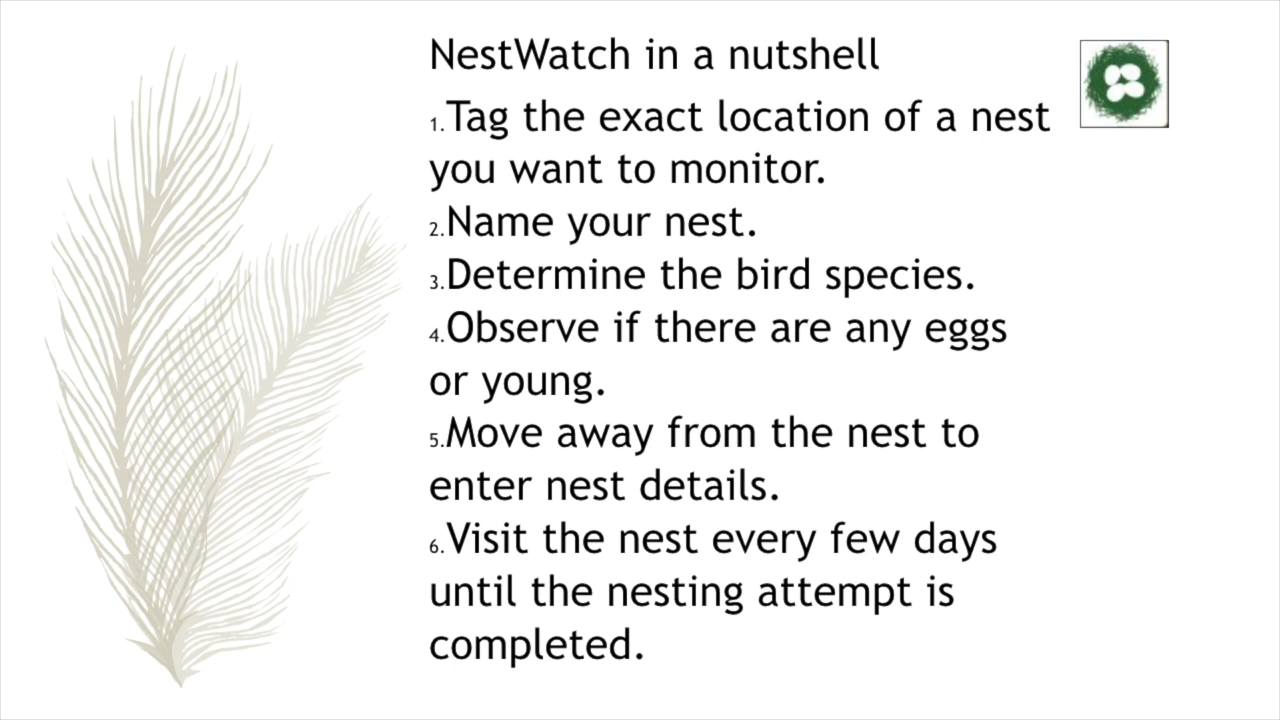 NestWatch in a nutshell
1.Tag the exact location of a nest
you want to monitor.
2.Name your nest.
3.Determine the bird species.
4.Observe if there are any eggs
or young.
5.Move away from the nest to
enter nest details.
6.Visit the nest every few days
until the nesting attempt is
completed.